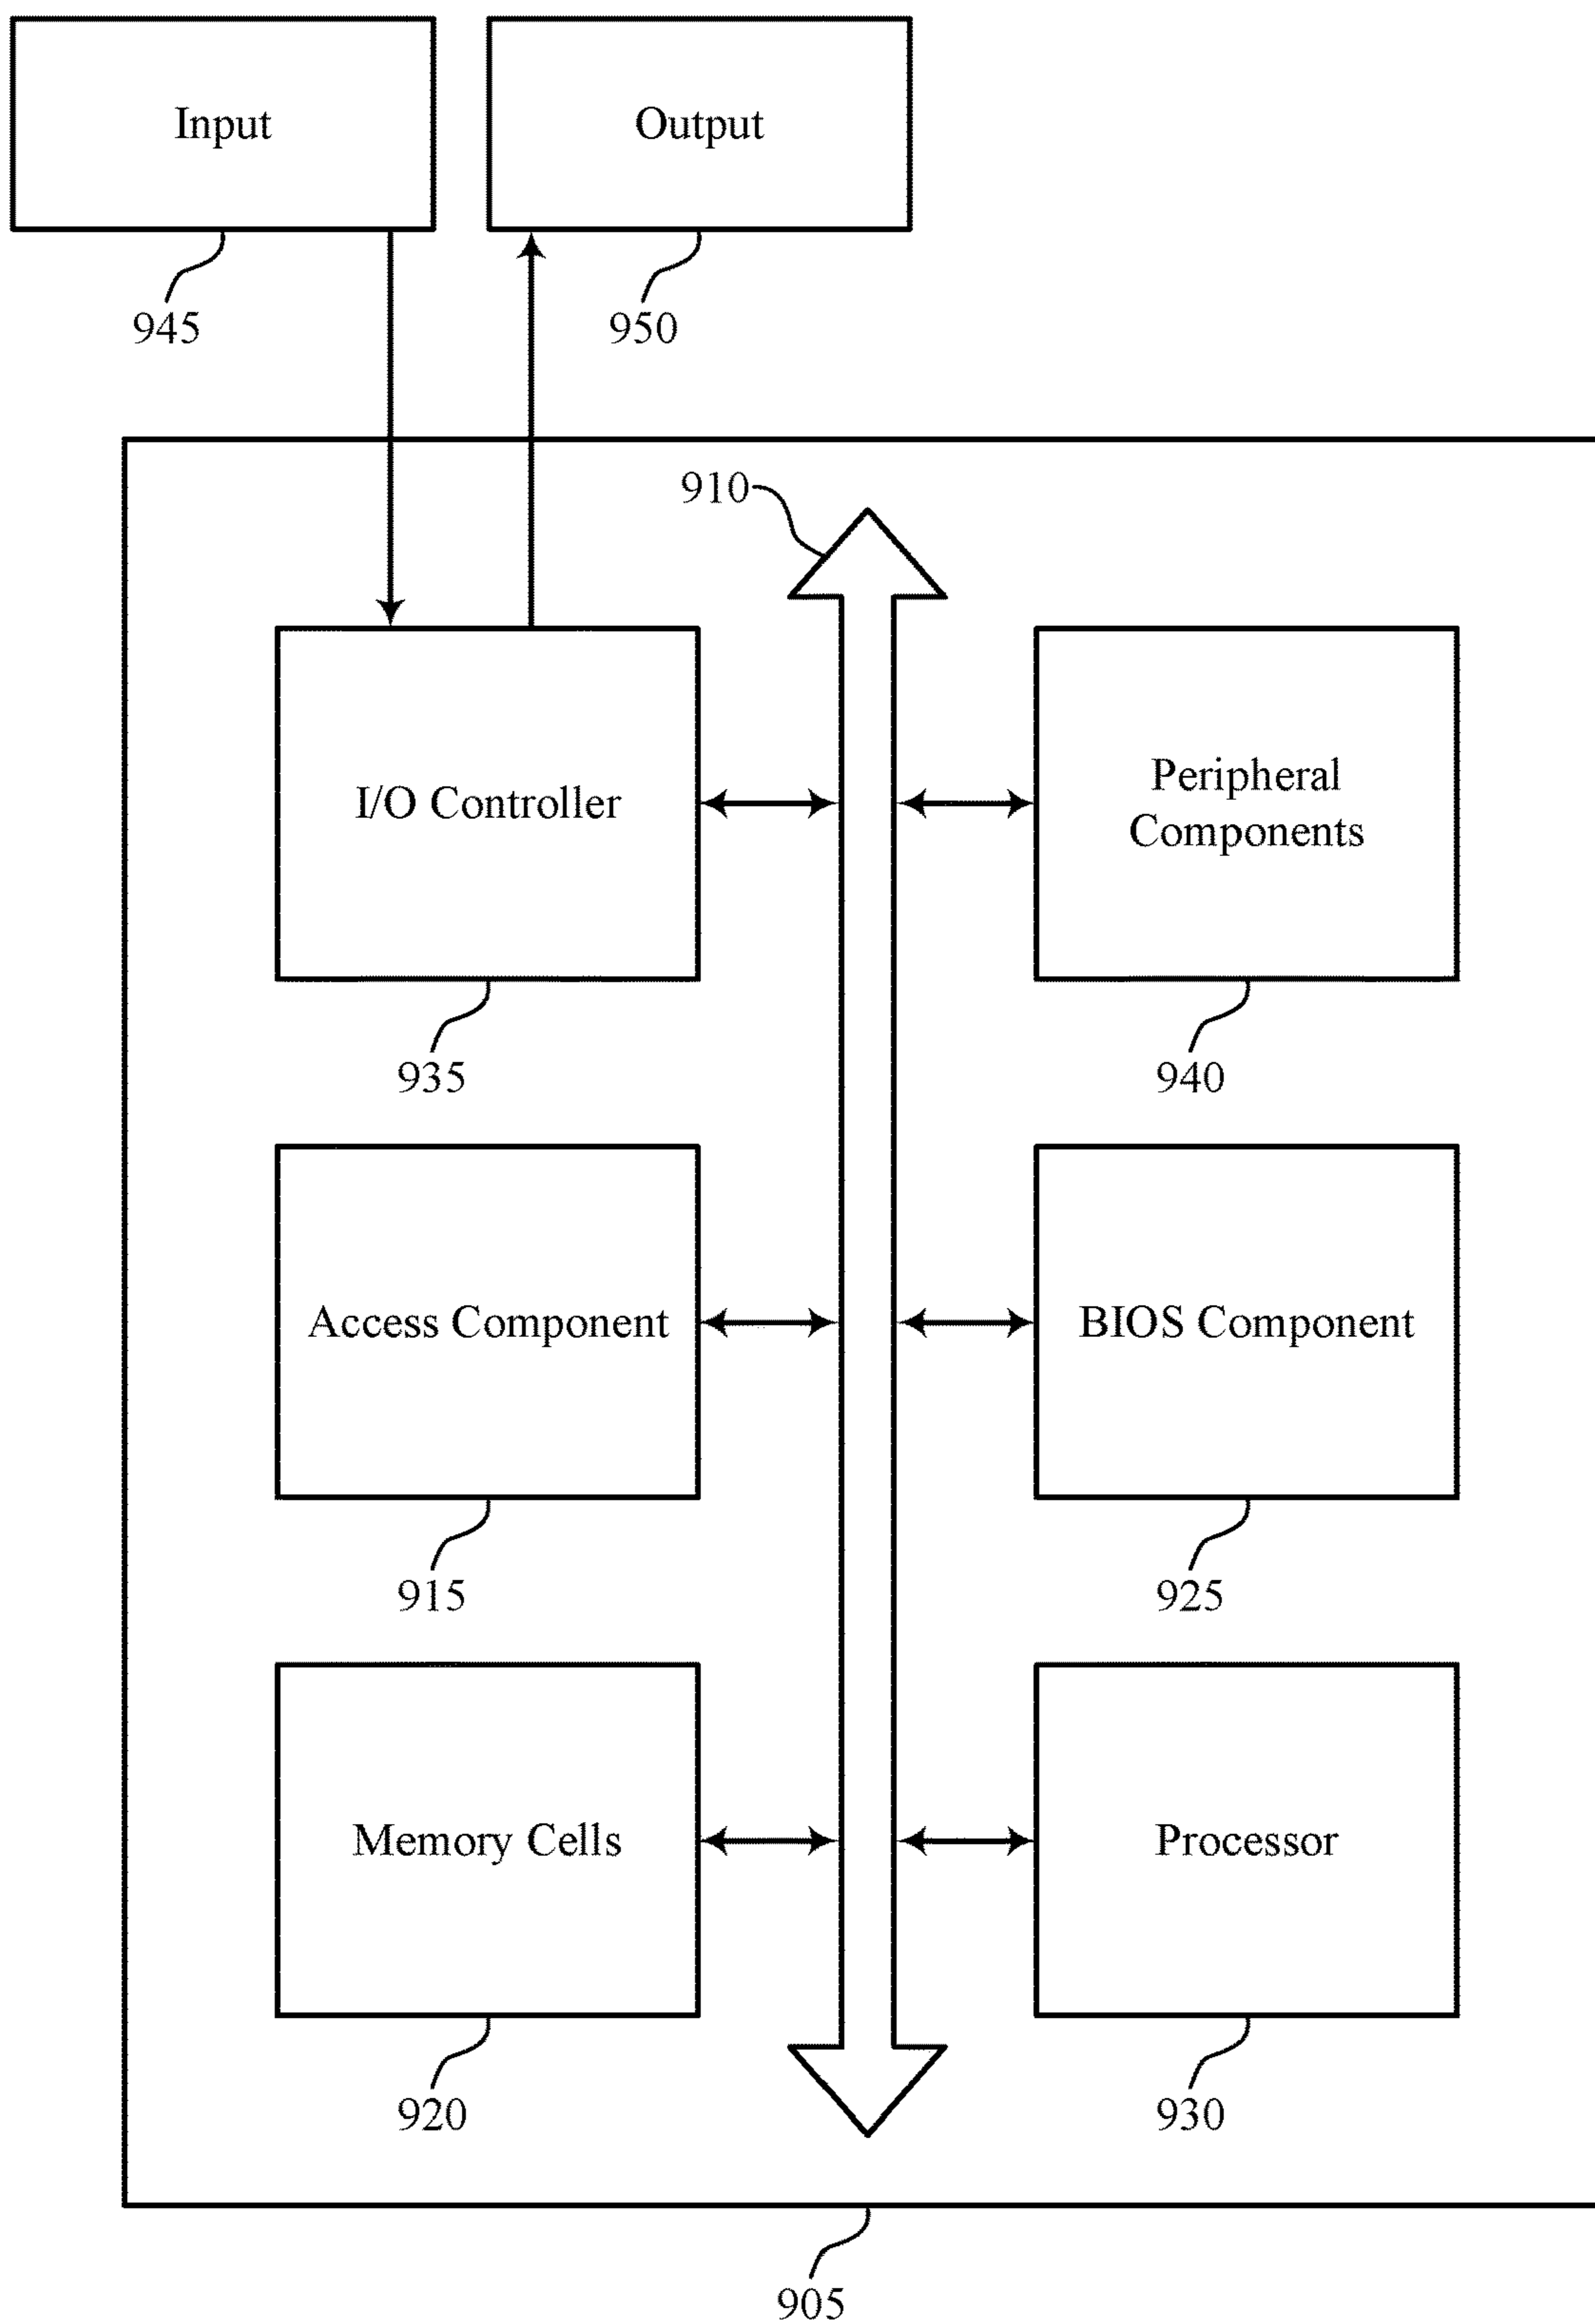 Input
Output
945
950
910
I/O Controller
Peripheral
Components
935
940
Access Component
BIOS Component
915
925
Memory Cells
Processor
920
930
905